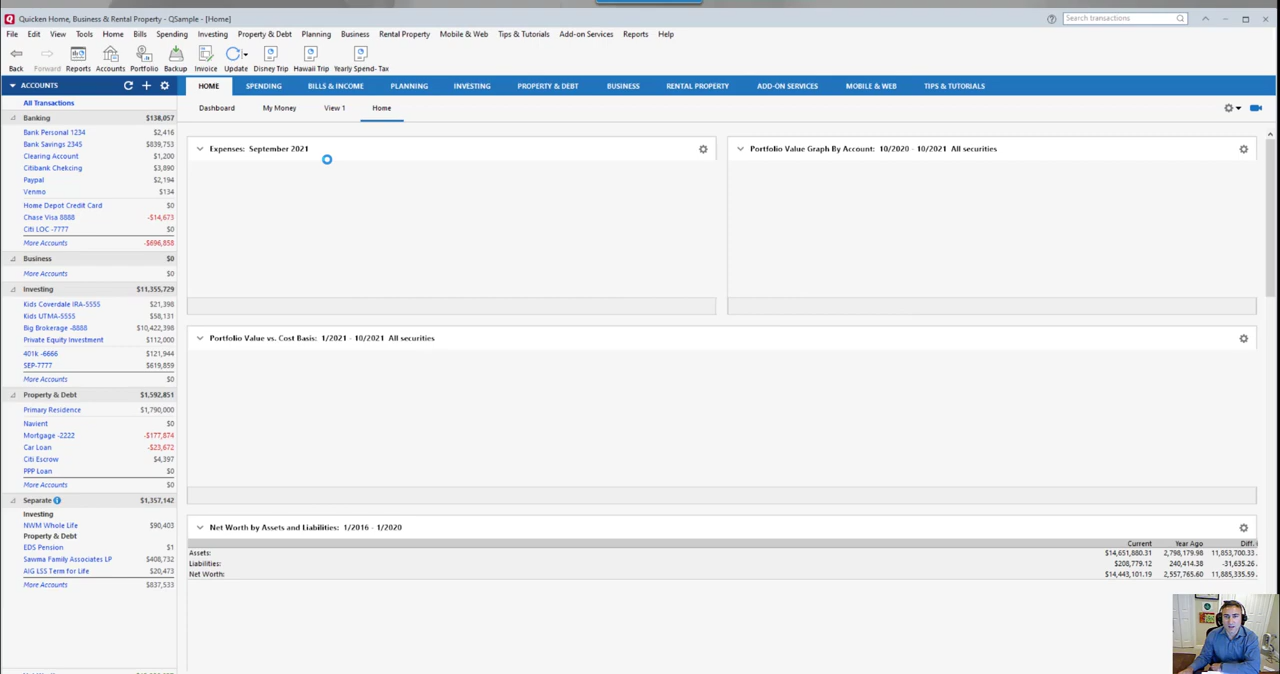 Quicken Home, Business & Rental Property - QSample - [Home]
Search transactions
File Edit View Tools Home Bills Spending Investing Property & Debt Planning Business Rental Property Mobile & Web Tips & Tutorials Add-on Services Reports Help
Back Forward Reports Accounts Portfolio Backup Invoice Update Disney Trip Hawaii Trip Yearly Spend- Tax
ACCOUNTS
HOME SPENDING BILLS & INCOME PLANNING INVESTING PROPERTY & DEBT BUSINESS RENTAL PROPERTY ADD-ON SERVICES MOBILE & WEB TIPS & TUTORIALS
Dashboard My Money View 1 Home
All Transactions
Banking $138,057
Bank Personal 1234 $2,416
Bank Savings 2345 $839,753
Clearing Account $1,200
Citibank Chekcing $3,890
Paypal $2,194
Venmo $134
Home Depot Credit Card $0
Chase Visa 8888 -$14,673
Citi LOC -7777 $0
More Accounts -$696,858
Business $0
More Accounts $0
Investing $11,355,729
Kids Coverdale IRA-5555 $21,398
Kids UTMA-5555 $58,131
Big Brokerage -8888 $10,422,398
Private Equity Investment $112,000
401k -6666 $121,944
SEP-7777 $619,859
More Accounts $0
Property & Debt $1,592,851
Primary Residence $1,790,000
Navient $0
Mortgage -2222 -$177,874
Car Loan -$23,672
Citi Escrow $4,397
PPP Loan $0
More Accounts $0
Separate $1,357,142
Investing
NWM Whole Life $90,403
Property & Debt
EDS Pension $1
Sawma Family Associates LP $408,732
AIG LSS Term for Life $20,473
More Accounts $837,533
Expenses: September 2021
Portfolio Value Graph By Account: 10/2020 - 10/2021 All securities
Portfolio Value vs. Cost Basis: 1/2021 - 10/2021 All securities
Net Worth by Assets and Liabilities: 1/2016 - 1/2020
Current Year Ago Diff.
Assets: $14,651,880.31 2,798,179.98 11,853,700.33
Liabilities: $208,779.12 240,414.38 -31,635.26
Net Worth: $14,443,101.19 2,557,765.60 11,885,335.59